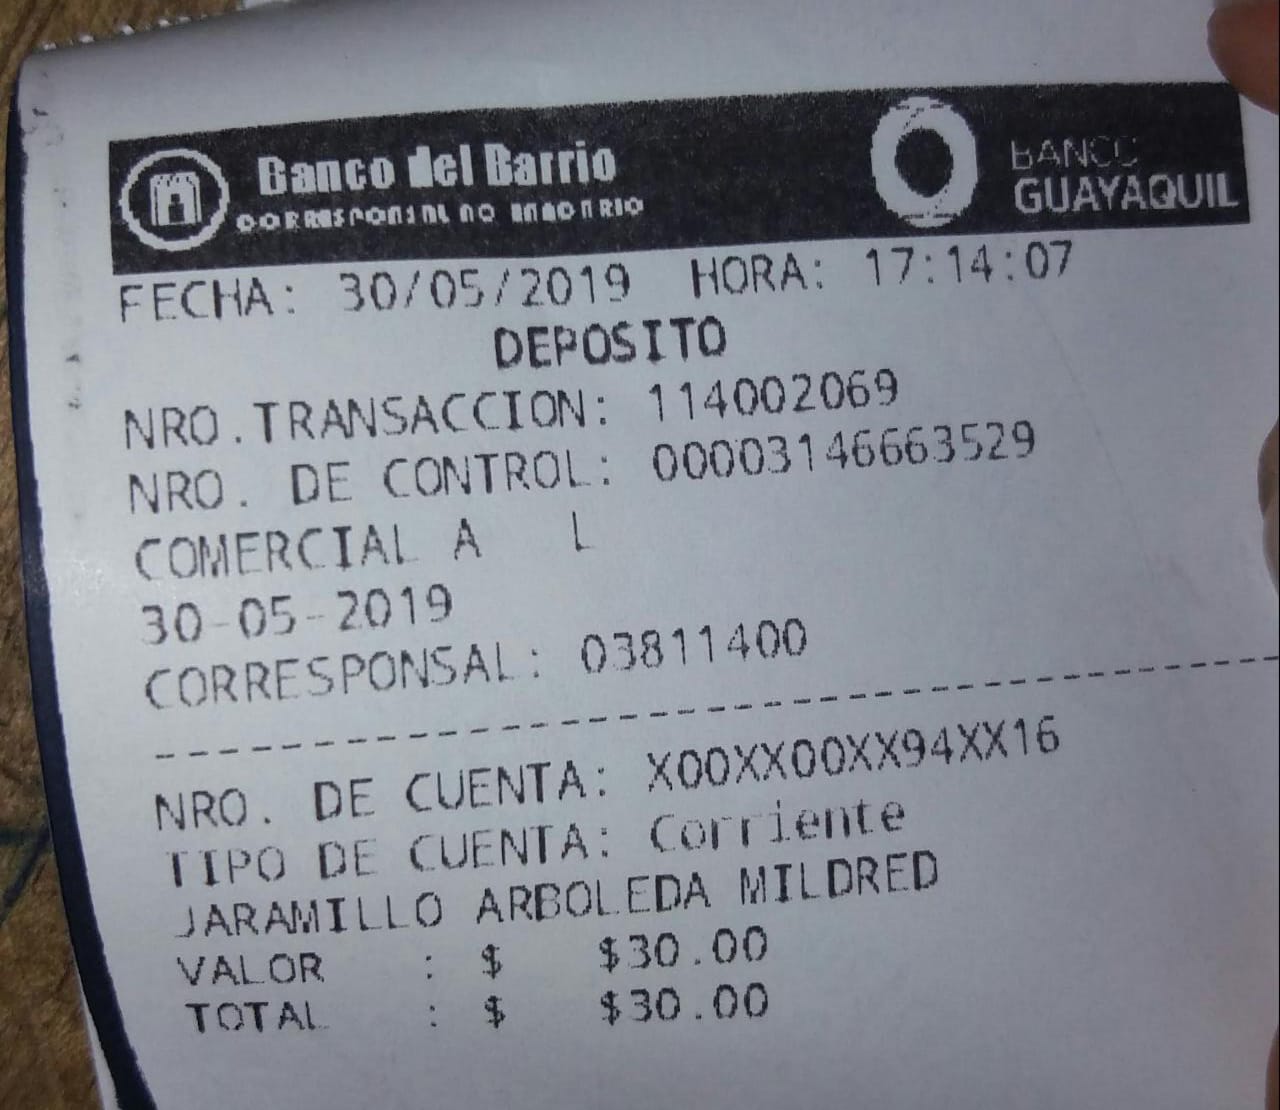 Banco del Barrio
CORRESPONSAL NO BANCARIO
BANCO
GUAYAQUIL
FECHA: 30/05/2019 HORA: 17:14:07
DEPOSITO
NRO.TRANSACCION: 114002069
NRO. DE CONTROL: 00003146663529
COMERCIAL A L
30-05-2019
CORRESPONSAL: 03811400
NRO. DE CUENTA: X00XX00XX94XX16
TIPO DE CUENTA: Corriente
JARAMILLO ARBOLEDA MILDRED
VALOR : $ $30.00
TOTAL : $ $30.00